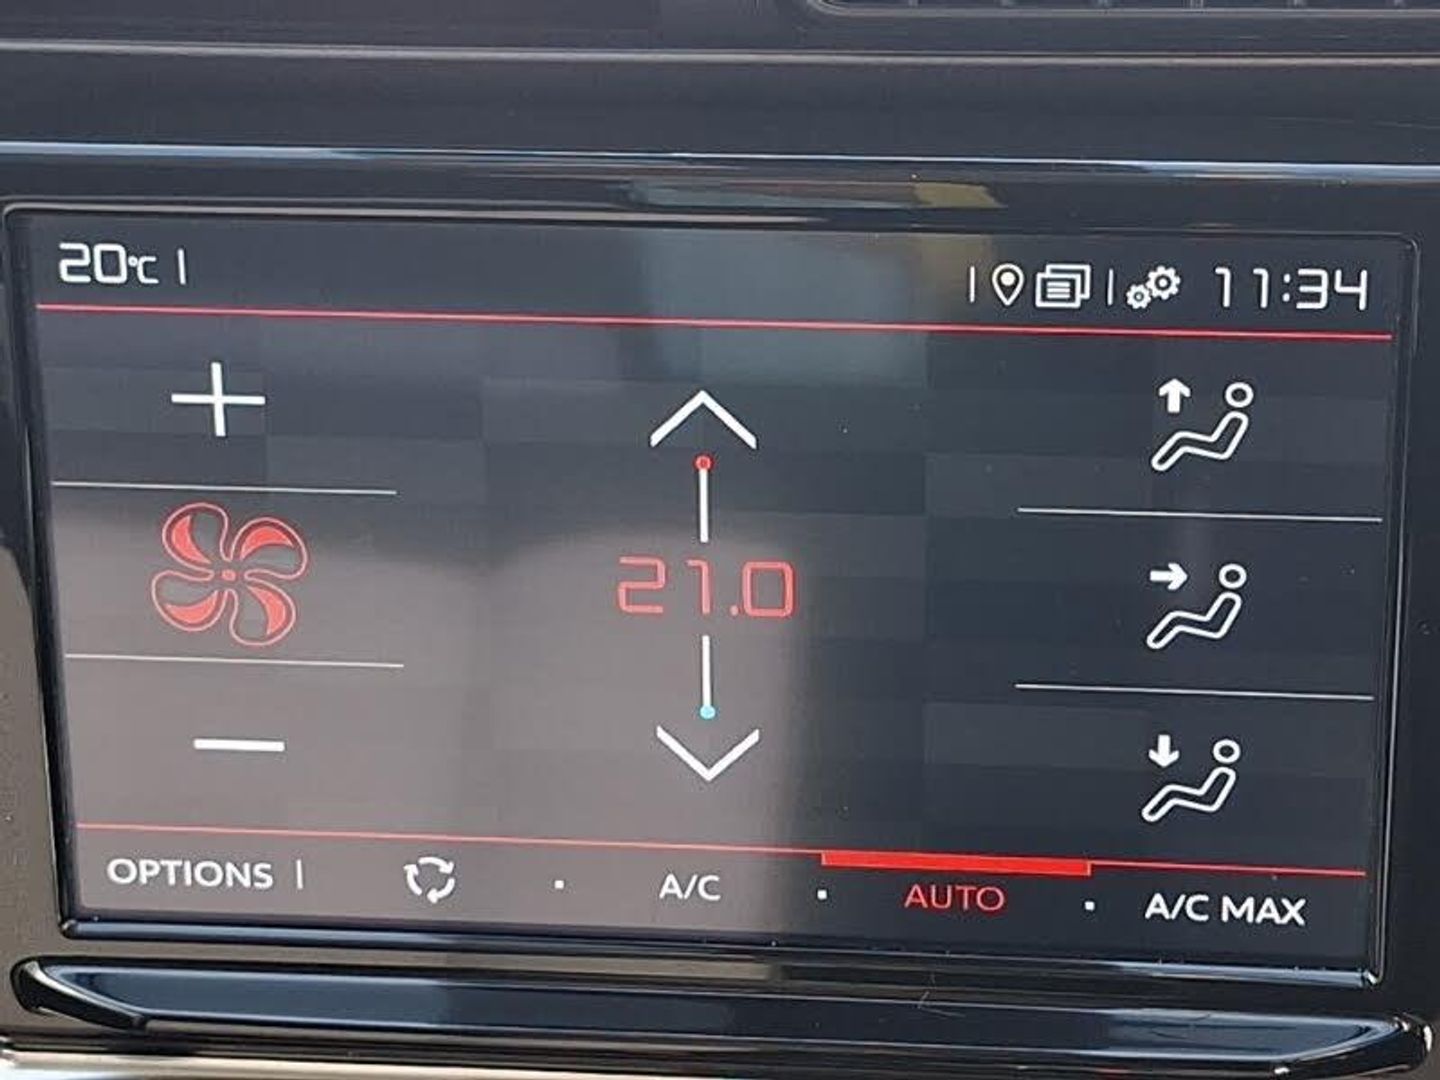 20°C
11:34
21.0
OPTIONS
A/C
AUTO
A/C MAX